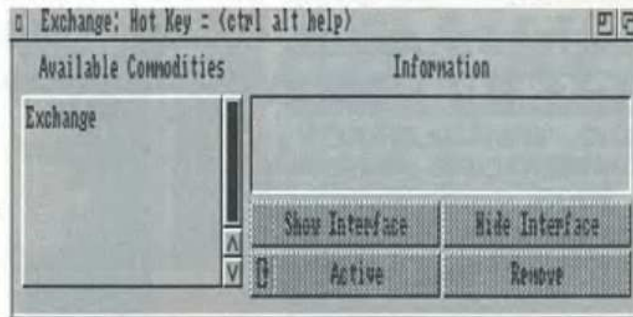 Exchange: Hot Key = <ctrl alt help>
Available Commodities
Information
Exchange
Show Interface
Hide Interface
Active
Remove